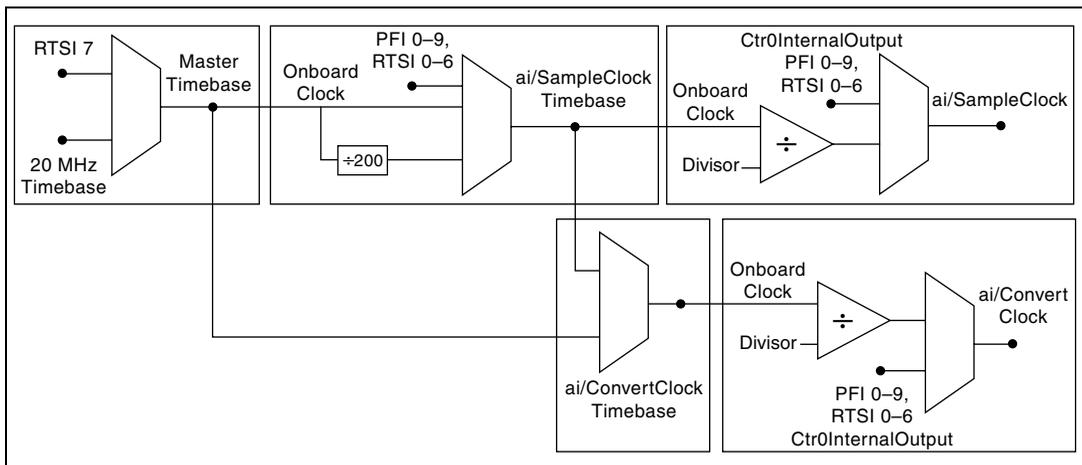 RTSI 7
Master
Timebase
20 MHz
Timebase
Onboard
Clock
PFI 0–9,
RTSI 0–6
÷200
ai/SampleClock
Timebase
Ctr0InternalOutput
PFI 0–9,
RTSI 0–6
Onboard
Clock
÷
Divisor
ai/SampleClock
ai/ConvertClock
Timebase
Onboard
Clock
÷
Divisor
ai/Convert
Clock
PFI 0–9,
RTSI 0–6
Ctr0InternalOutput